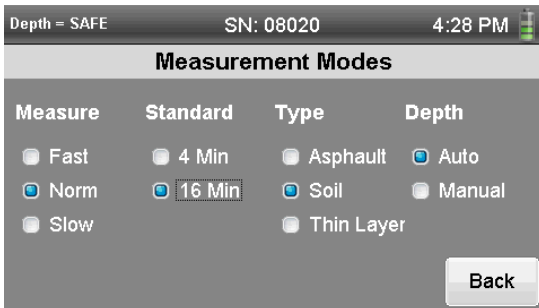 Depth = SAFE SN: 08020 4:28 PM
Measurement Modes
Measure Standard Type Depth
Fast 4 Min Asphault Auto
Norm 16 Min Soil Manual
Slow Thin Layer
Back